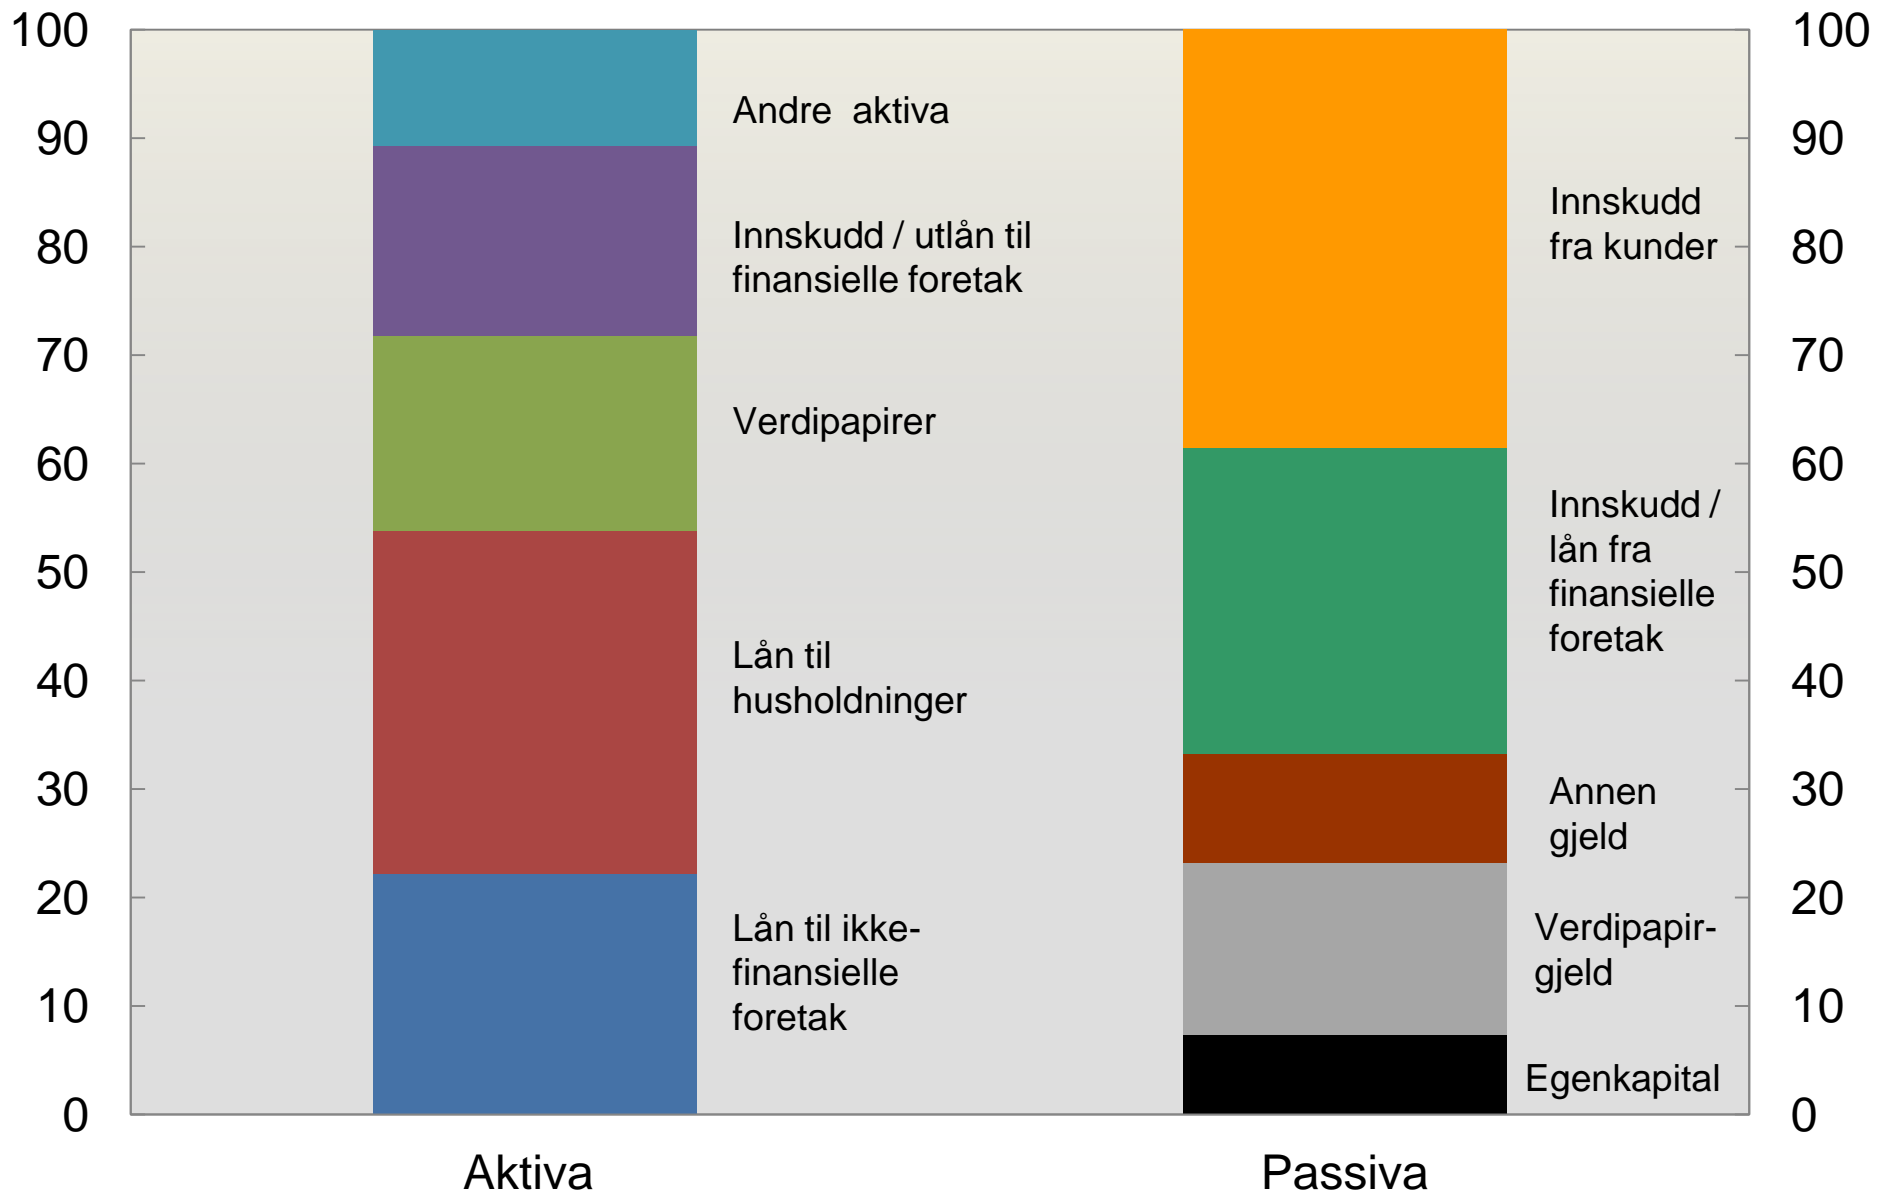 100
90
80
70
60
50
40
30
20
10
0
Andre aktiva
Innskudd / utlån til
finansielle foretak
Verdipapirer
Lån til
husholdninger
Lån til ikke-
finansielle
foretak
Innskudd
fra kunder
Innskudd /
lån fra
finansielle
foretak
Annen
gjeld
Verdipapir-
gjeld
Egenkapital
100
90
80
70
60
50
40
30
20
10
0
Aktiva
Passiva